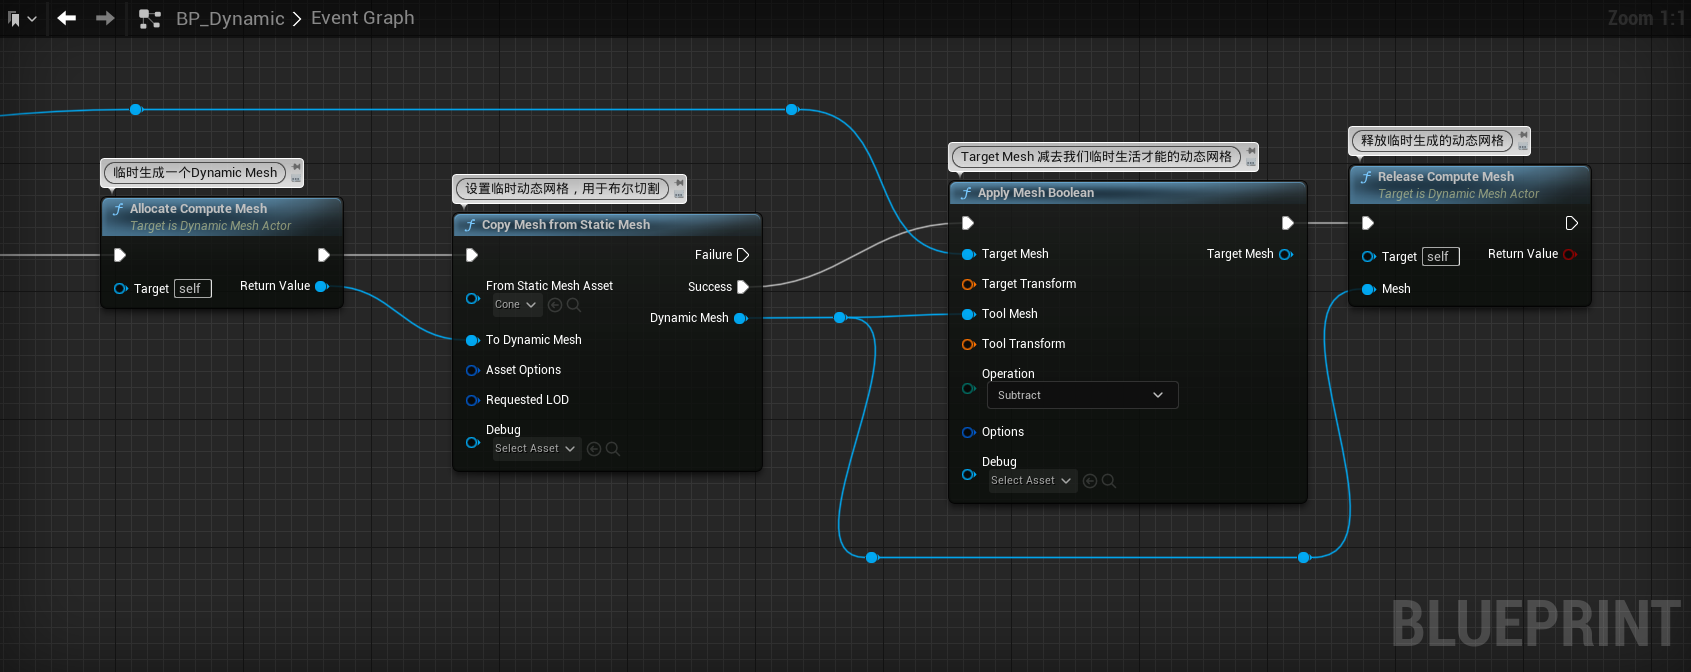 BP_Dynamic > Event Graph
Zoom 1:1
临时生成一个Dynamic Mesh
Allocate Compute Mesh
Target is Dynamic Mesh Actor
Target self
Return Value
设置临时动态网格，用于布尔切割
Copy Mesh from Static Mesh
Failure
From Static Mesh Asset
Success
Cone
Dynamic Mesh
To Dynamic Mesh
Asset Options
Requested LOD
Debug
Select Asset
Target Mesh 减去我们临时生活才能的动态网格
Apply Mesh Boolean
Target Mesh
Target Mesh
Target Transform
Tool Mesh
Tool Transform
Operation
Subtract
Options
Debug
Select Asset
释放临时生成的动态网格
Release Compute Mesh
Target is Dynamic Mesh Actor
Target self
Return Value
Mesh
BLUEPRINT